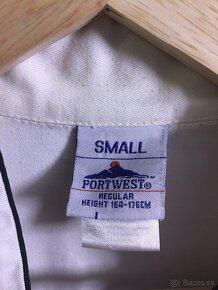 SMALL
PORTWEST®
REGULAR
HEIGHT 164-176CM
Bazos.sk